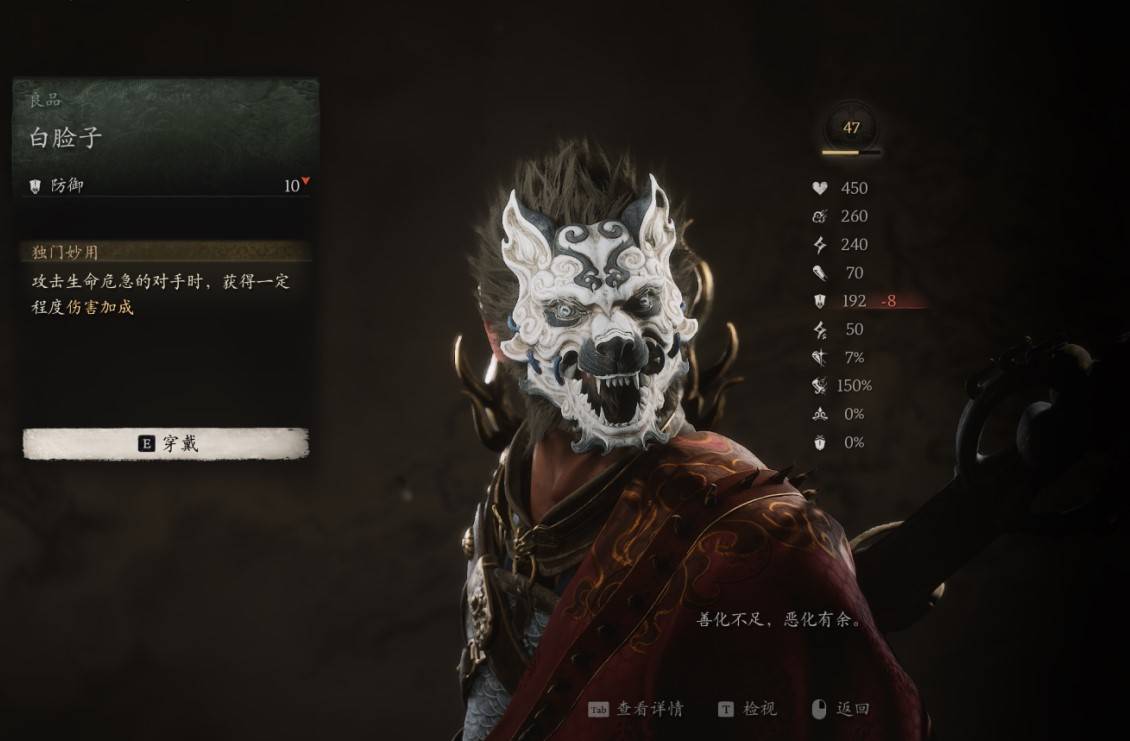 良品
白脸子
防御 10
独门妙用
攻击生命危急的对手时，获得一定
程度伤害加成
E 穿戴
47
450
260
240
70
192 -8
50
7%
150%
0%
0%
善化不足，恶化有余。
Tab 查看详情 T 检视 返回